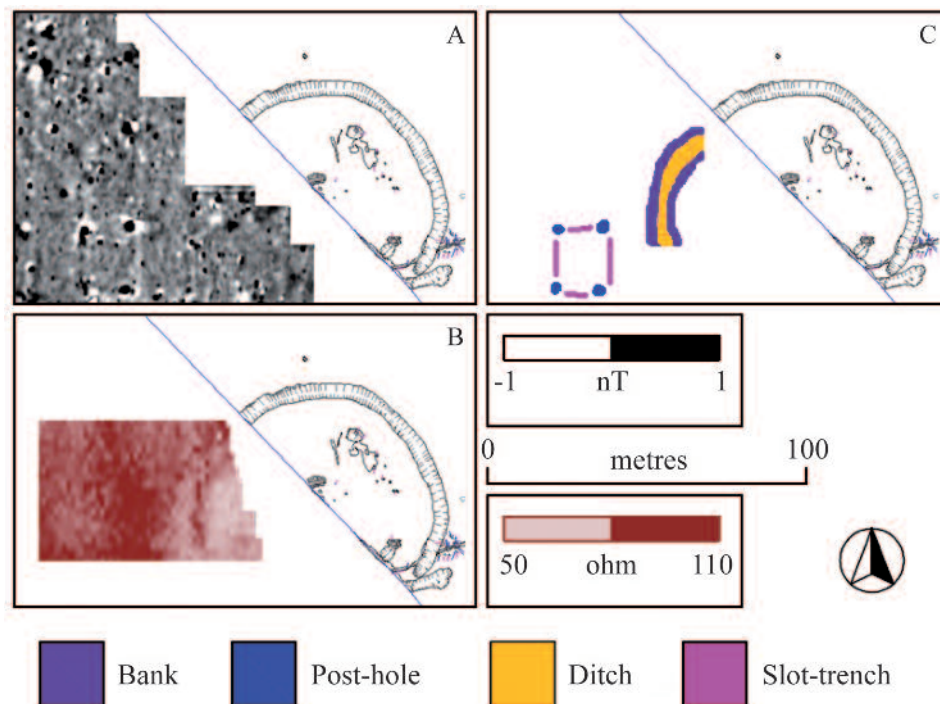 A
C
B
-1 nT 1
0 100
metres
50 ohm 110
Bank Post-hole Ditch Slot-trench